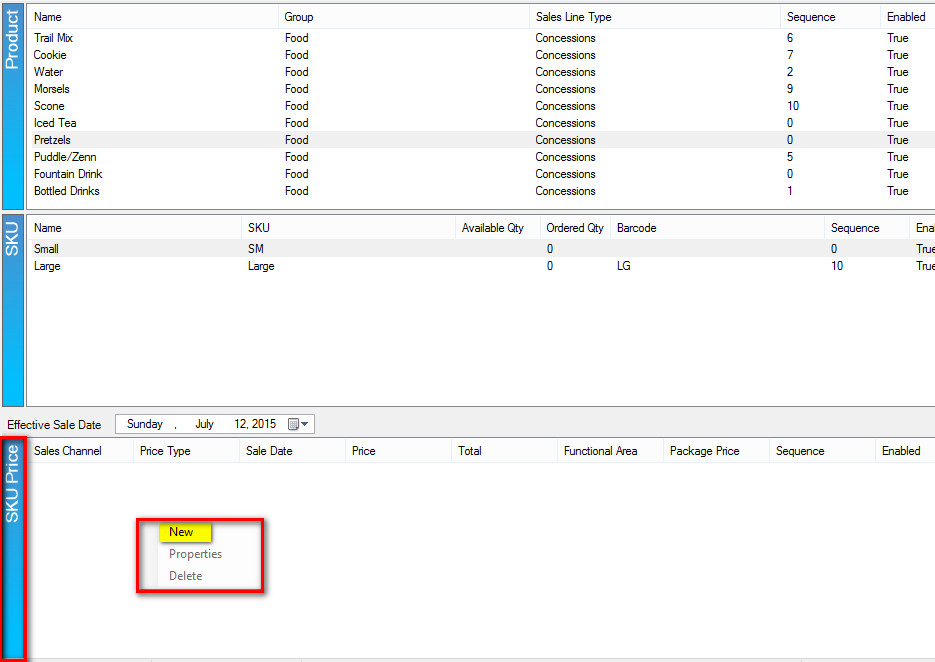 Product
Name Group Sales Line Type Sequence Enabled
Trail Mix Food Concessions 6 True
Cookie Food Concessions 7 True
Water Food Concessions 2 True
Morsels Food Concessions 9 True
Scone Food Concessions 10 True
Iced Tea Food Concessions 0 True
Pretzels Food Concessions 0 True
Puddle/Zenn Food Concessions 5 True
Fountain Drink Food Concessions 0 True
Bottled Drinks Food Concessions 1 True
SKU
Name SKU Available Qty Ordered Qty Barcode Sequence Ena
Small SM 0 0 True
Large Large 0 LG 10 True
Effective Sale Date Sunday , July 12, 2015
SKU Price
Sales Channel Price Type Sale Date Price Total Functional Area Package Price Sequence Enabled
New
Properties
Delete